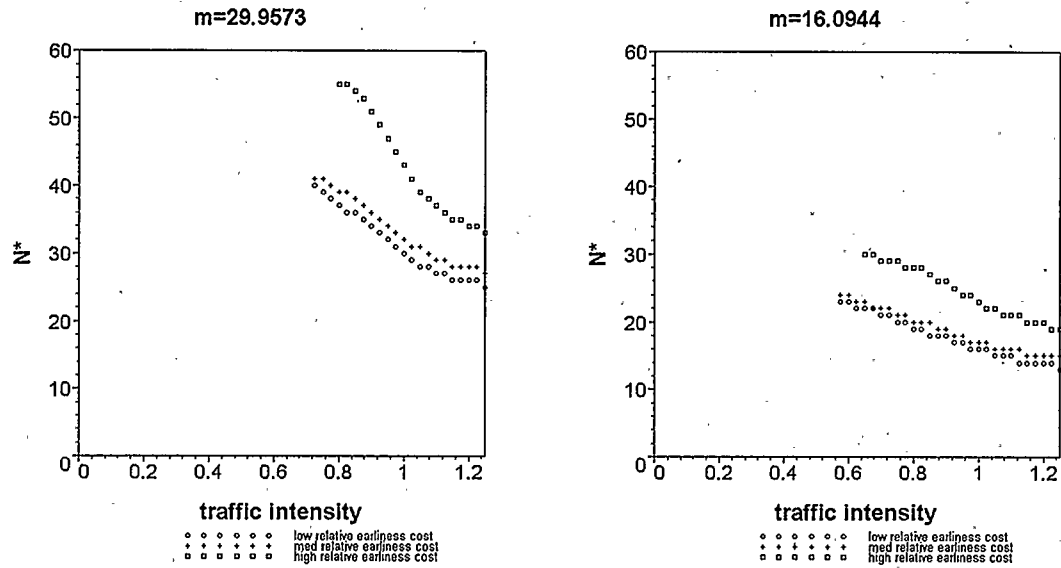 m=29.9573
60
50
40
30
20
10
0
N*
0 0.2 0.4 0.6 0.8 1 1.2
traffic intensity
low relative earliness cost
med relative earliness cost
high relative earliness cost
m=16.0944
60
50
40
30
20
10
0
N*
0 0.2 0.4 0.6 0.8 1 1.2
traffic intensity
low relative earliness cost
med relative earliness cost
high relative earliness cost